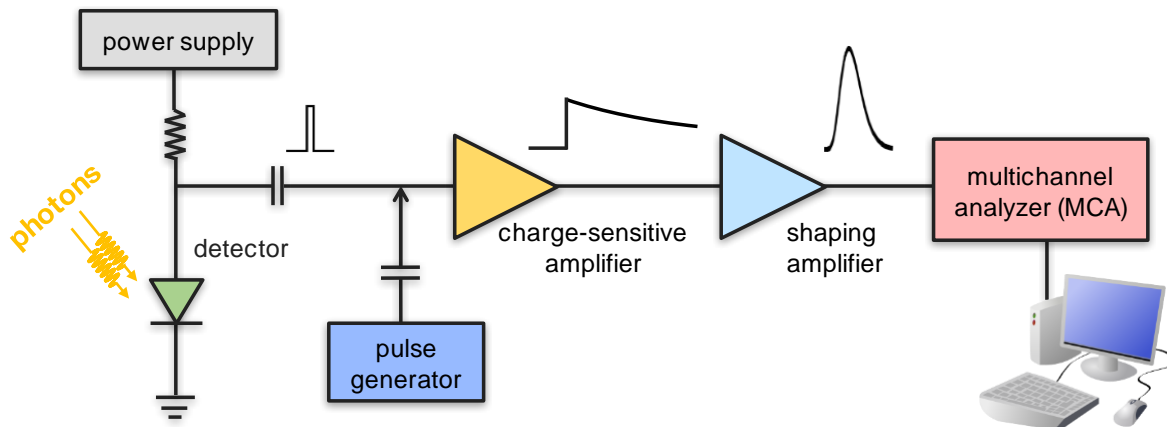 power supply
photons
detector
charge-sensitive
amplifier
shaping
amplifier
multichannel
analyzer (MCA)
pulse
generator